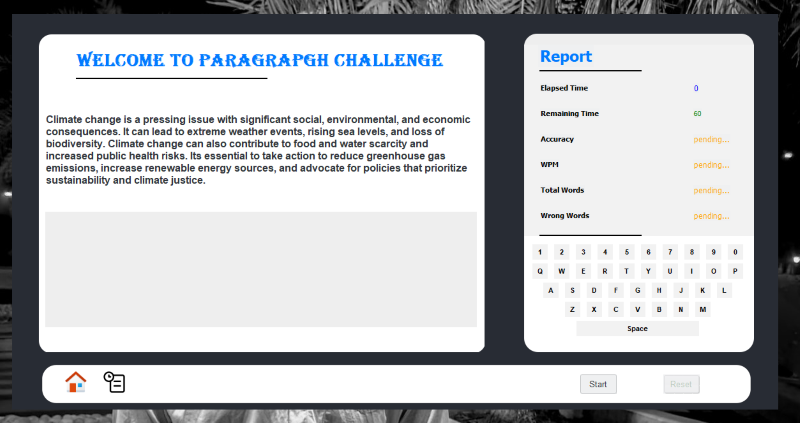 WELCOME TO PARAGRAPGH CHALLENGE
Climate change is a pressing issue with significant social, environmental, and economic
consequences. It can lead to extreme weather events, rising sea levels, and loss of
biodiversity. Climate change can also contribute to food and water scarcity and
increased public health risks. Its essential to take action to reduce greenhouse gas
emissions, increase renewable energy sources, and advocate for policies that prioritize
sustainability and climate justice.
Report
Elapsed Time 0
Remaining Time 60
Accuracy pending...
WPM pending...
Total Words pending...
Wrong Words pending...
1 2 3 4 5 6 7 8 9 0
Q W E R T Y U I O P
A S D F G H J K L
Z X C V B N M
Space
Start Reset